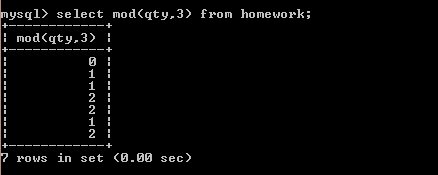 mysql> select mod(qty,3) from homework;
+------------+
| mod(qty,3) |
+------------+
|          0 |
|          1 |
|          1 |
|          2 |
|          2 |
|          1 |
|          2 |
+------------+
7 rows in set (0.00 sec)